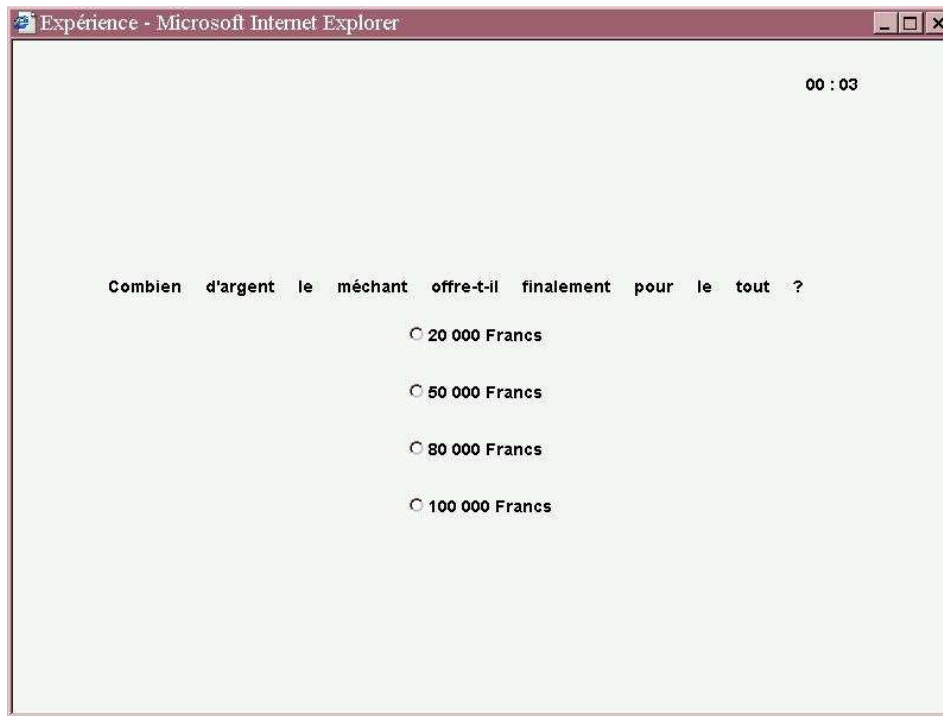 Expérience - Microsoft Internet Explorer
00 : 03
Combien d'argent le méchant offre-t-il finalement pour le tout ?
20 000 Francs
50 000 Francs
80 000 Francs
100 000 Francs